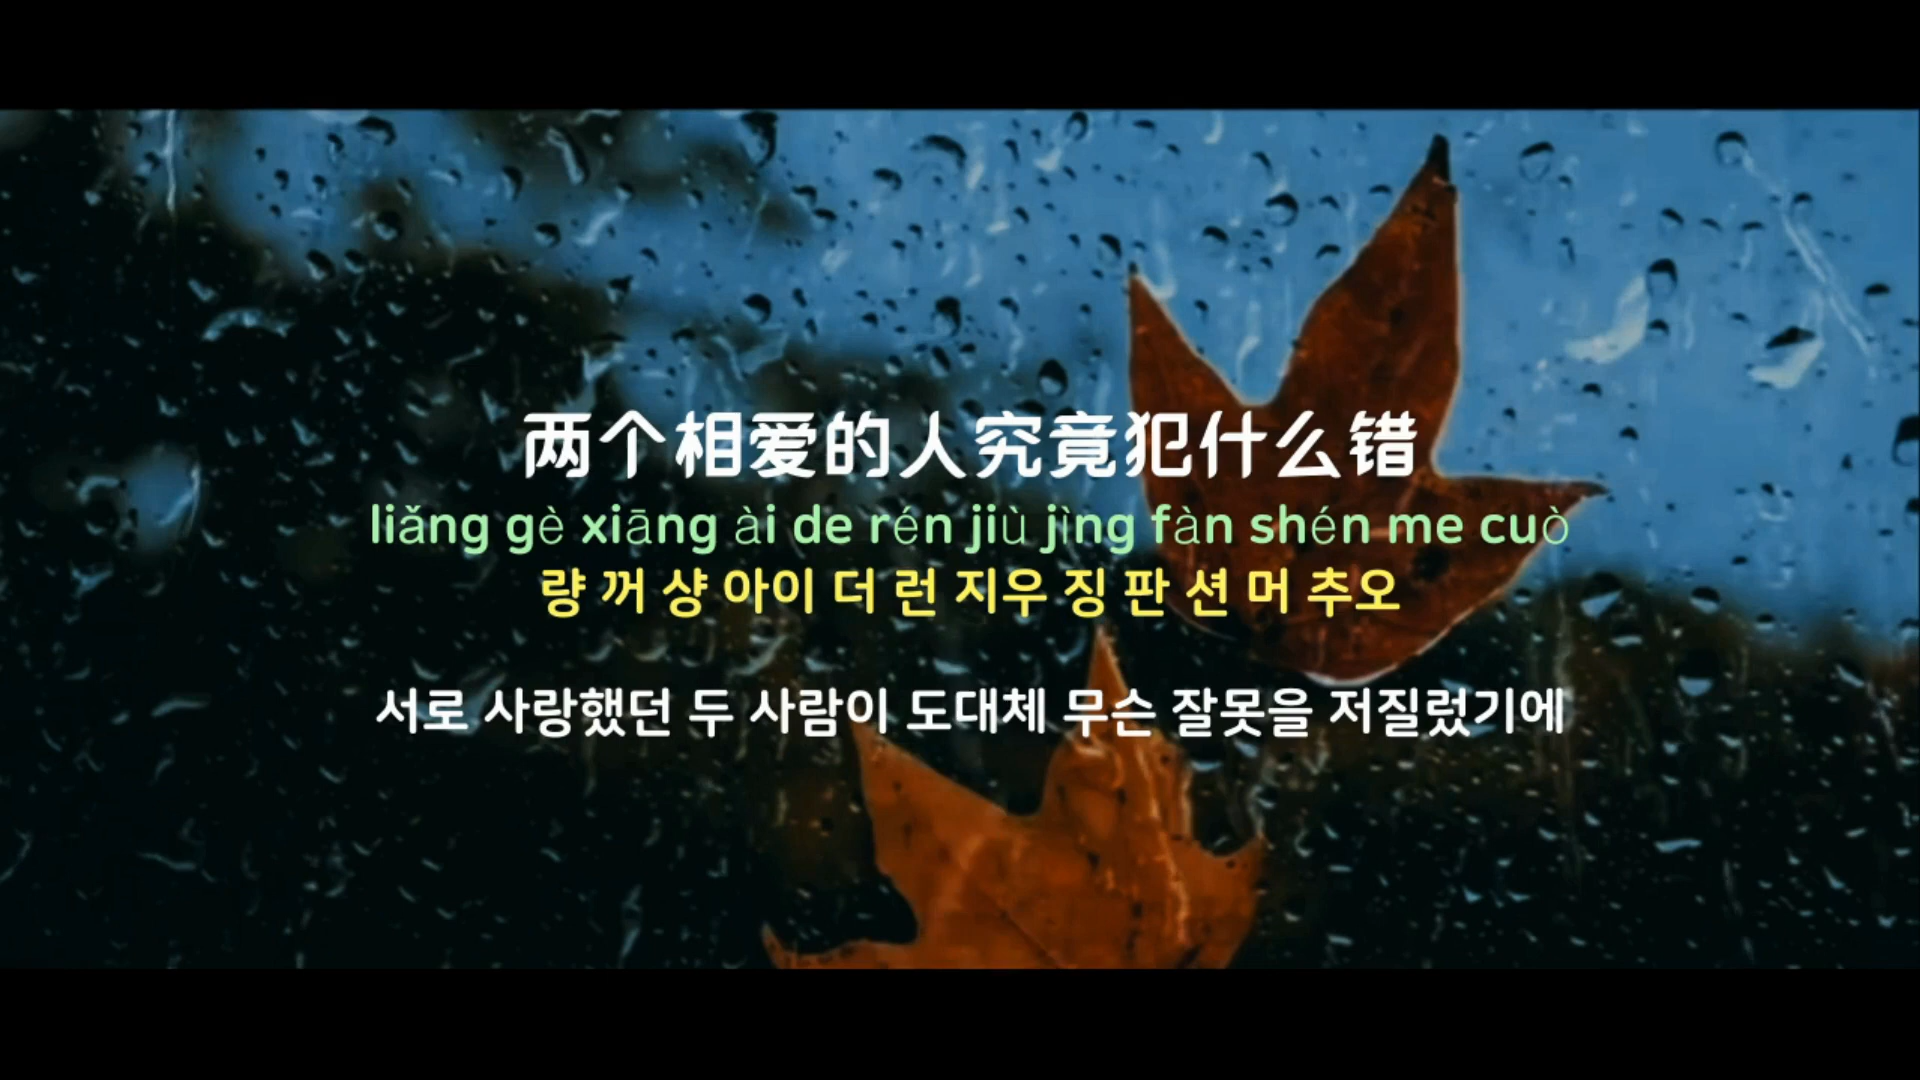 两个相爱的人究竟犯什么错
liǎng gè xiāng ài de rén jiù jìng fàn shén me cuò
량 꺼 샹 아이 더 런 지우 징 판 션 머 추오
서로 사랑했던 두 사람이 도대체 무슨 잘못을 저질렀기에